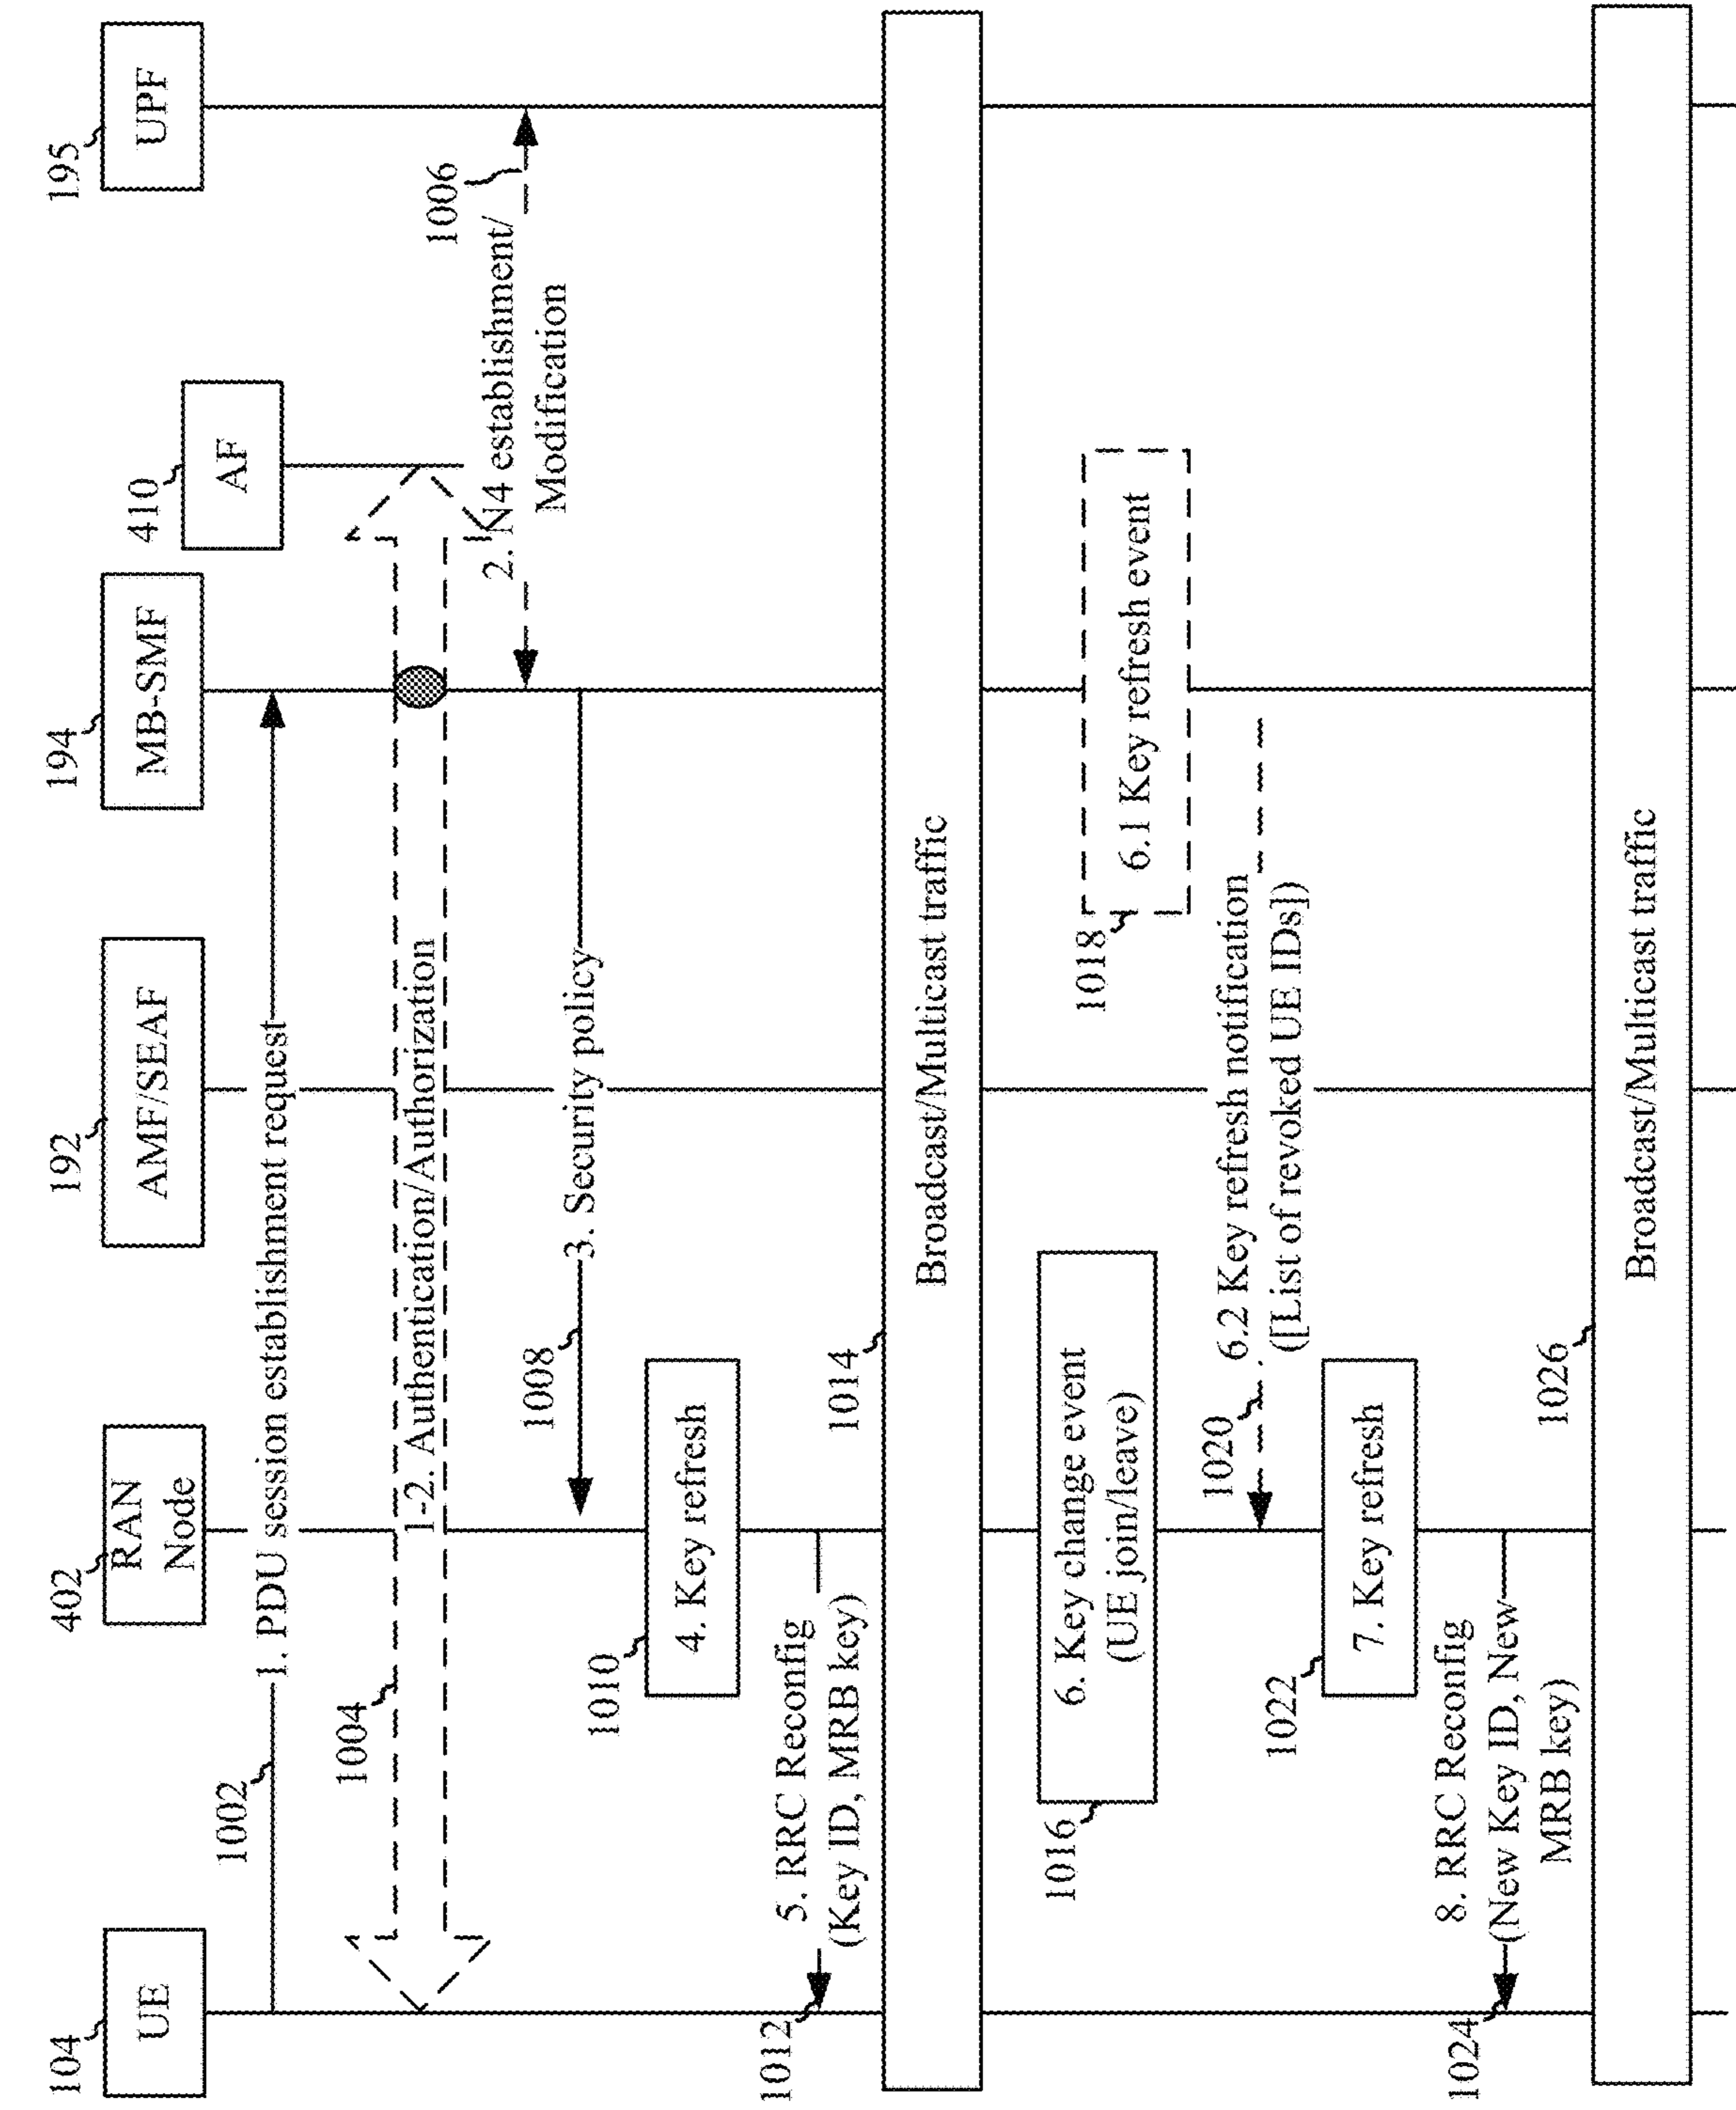 104
UE
402
RAN
Node
192
AMF/SEAF
194
MB-SMF
410
AF
195
UPF
1002
1. PDU session establishment request
1004
1-2. Authentication/Authorization
1006
2. N4 establishment/
Modification
1008
3. Security policy
1010
4. Key refresh
1012
5. RRC Reconfig
(Key ID, MRB key)
1014
Broadcast/Multicast traffic
1016
6. Key change event
(UE join/leave)
1018
6.1 Key refresh event
1020
6.2 Key refresh notification
([List of revoked UE IDs])
1022
7. Key refresh
1024
8. RRC Reconfig
(New Key ID, New
MRB key)
1026
Broadcast/Multicast traffic